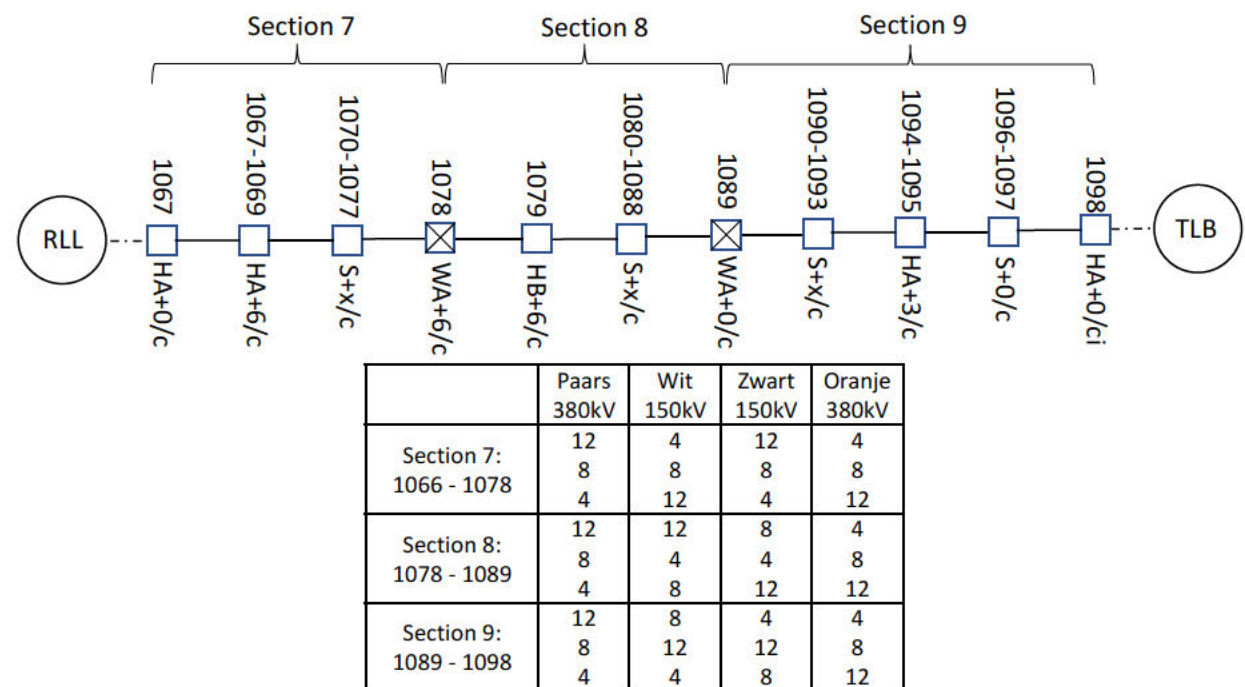 Section 7
Section 8
Section 9
1067
1067-1069
1070-1077
1078
1079
1080-1088
1089
1090-1093
1094-1095
1096-1097
1098
RLL
TLB
HA+0/c
HA+6/c
S+x/c
WA+6/c
HB+6/c
S+x/c
WA+0/c
S+x/c
HA+3/c
S+0/c
HA+0/ci
Paars Wit Zwart Oranje
380kV 150kV 150kV 380kV
Section 7:
1066 - 1078
12 4 12 4
8 8 8 8
4 12 4 12
Section 8:
1078 - 1089
12 12 8 4
8 4 4 8
4 8 12 12
Section 9:
1089 - 1098
12 8 4 4
8 12 12 8
4 4 8 12